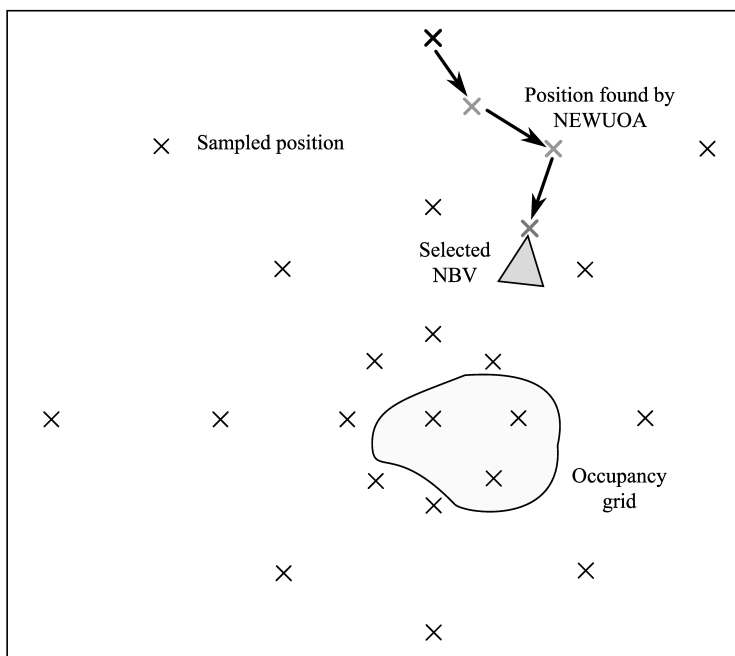 Position found by
NEWUOA
Sampled position
Selected
NBV
Occupancy
grid